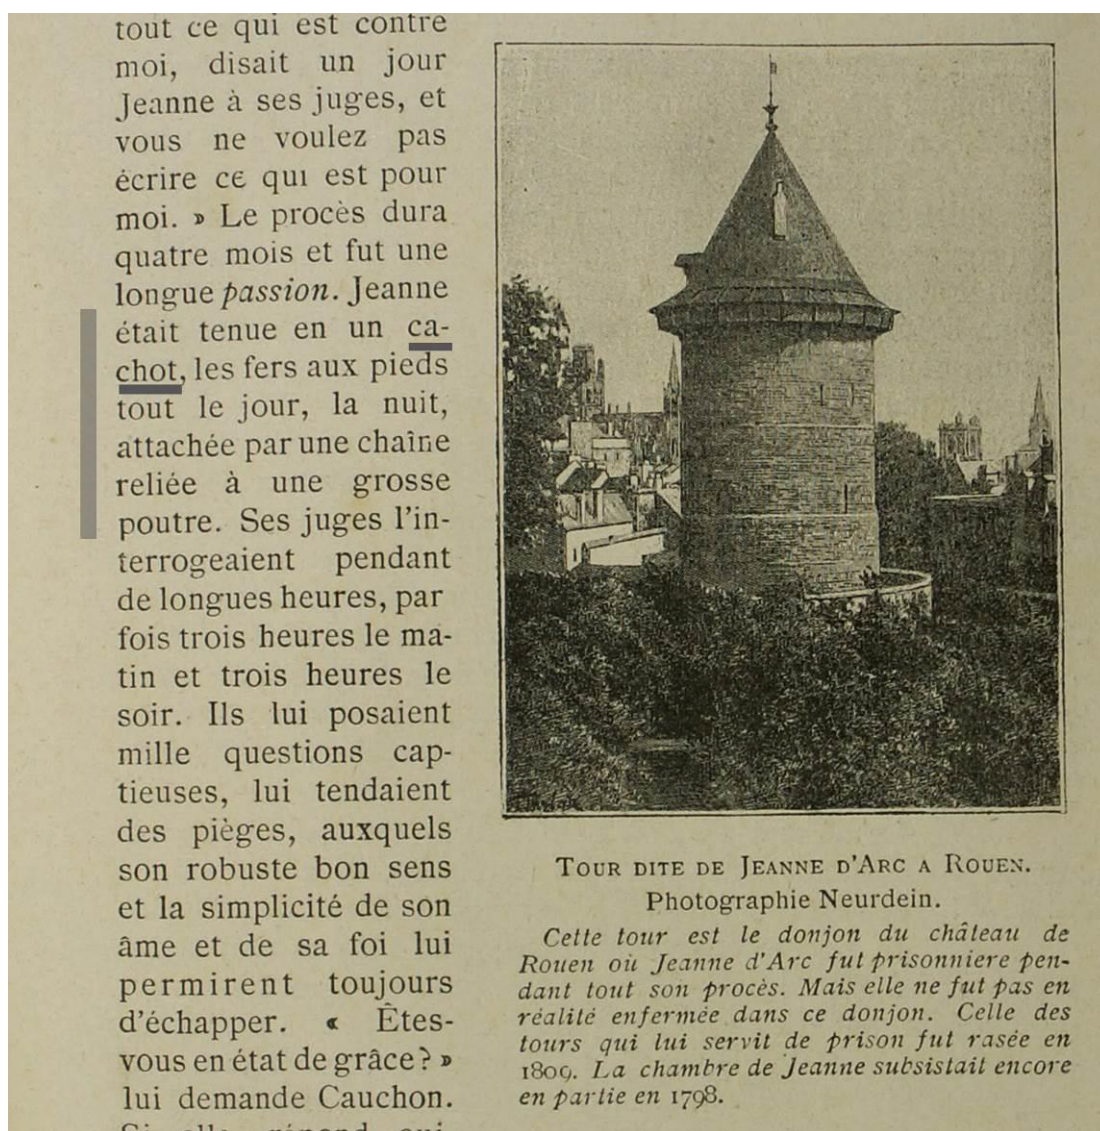 tout ce qui est contre
moi, disait un jour
Jeanne à ses juges, et
vous ne voulez pas
écrire ce qui est pour
moi. » Le procès dura
quatre mois et fut une
longue passion. Jeanne
était tenue en un ca-
chot, les fers aux pieds
tout le jour, la nuit,
attachée par une chaîne
reliée à une grosse
poutre. Ses juges l'in-
terrogeaient pendant
de longues heures, par
fois trois heures le ma-
tin et trois heures le
soir. Ils lui posaient
mille questions cap-
tieuses, lui tendaient
des pièges, auxquels
son robuste bon sens
et la simplicité de son
âme et de sa foi lui
permirent toujours
d'échapper. « Êtes-
vous en état de grâce ? »
lui demande Cauchon.
TOUR DITE DE JEANNE D'ARC A ROUEN.
Photographie Neurdein.
Cette tour est le donjon du château de
Rouen où Jeanne d'Arc fut prisonniere pen-
dant tout son procès. Mais elle ne fut pas en
réalité enfermée dans ce donjon. Celle des
tours qui lui servit de prison fut rasée en
1809. La chambre de Jeanne subsistait encore
en partie en 1798.